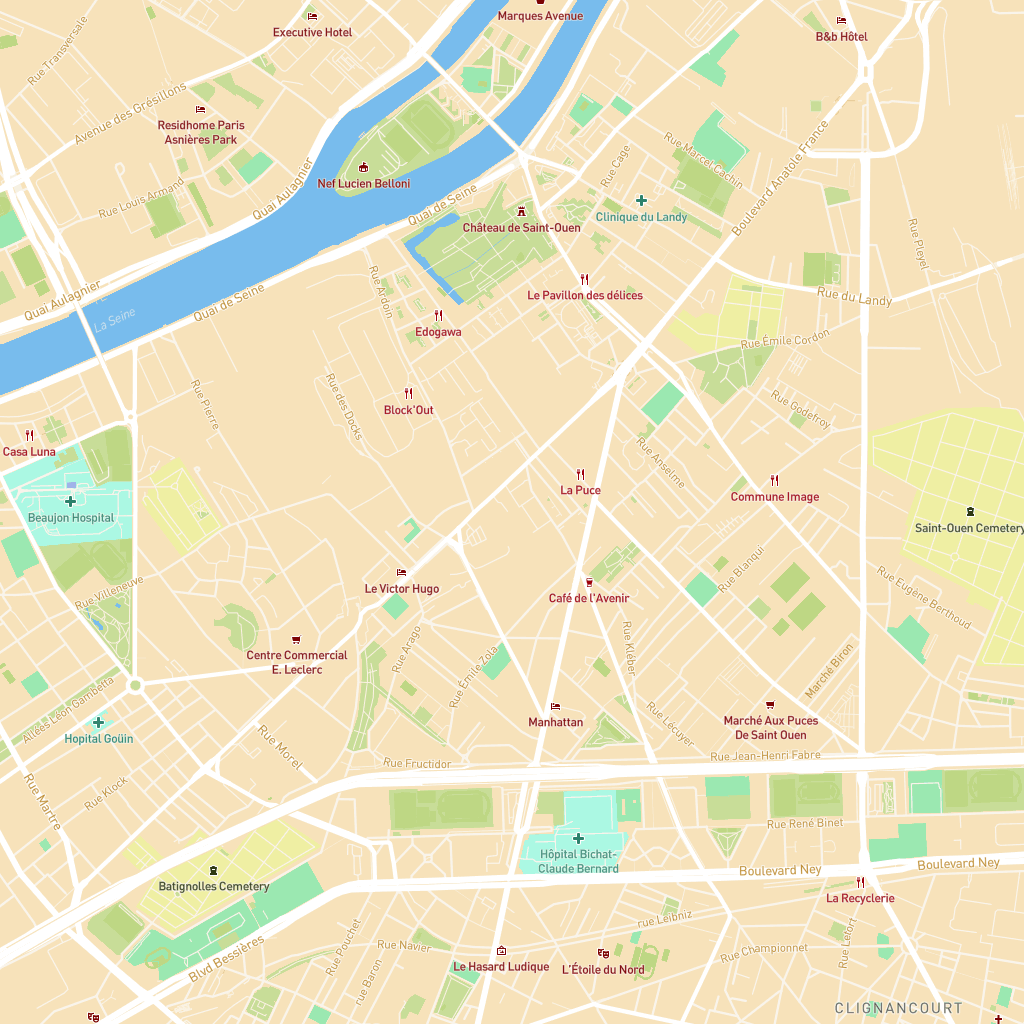 Marques Avenue
Executive Hotel
B&b Hôtel
Rue Transversale
Avenue des Grésillons
Residhome Paris
Asnières Park
Rue Marcel Cachin
Boulevard Anatole France
Rue Cage
Nef Lucien Belloni
Rue Louis Armand
Quai Aulagnier
Quai de Seine
Clinique du Landy
Château de Saint-Ouen
Rue Pleyel
Rue Ardoin
Le Pavillon des délices
Rue du Landy
Quai Aulagnier
Quai de Seine
La Seine
Edogawa
Rue Émile Cordon
Rue Pierre
Rue des Docks
Block'Out
Rue Godefroy
Casa Luna
Rue Anselme
La Puce
Commune Image
Beaujon Hospital
Saint-Ouen Cemetery
Rue Villeneuve
Le Victor Hugo
Café de l'Avenir
Rue Blanqui
Rue Eugène Berthoud
Centre Commercial
E. Leclerc
Rue Arago
Rue Émile Zola
Rue Kléber
Marché Biron
Allées Léon Gambetta
Hopital Goüin
Manhattan
Rue Lécuyer
Marché Aux Puces
De Saint Ouen
Rue Morel
Rue Fructidor
Rue Jean-Henri Fabre
Rue Martre
Rue Klock
Rue René Binet
Hôpital Bichat-
Claude Bernard
Batignolles Cemetery
Boulevard Ney
Boulevard Ney
La Recyclerie
rue Leibniz
Blvd Bessières
Rue Pouchet
Rue Navier
rue Baron
Le Hasard Ludique
L'Étoile du Nord
Rue Championnet
Rue Lefort
CLIGNANCOURT